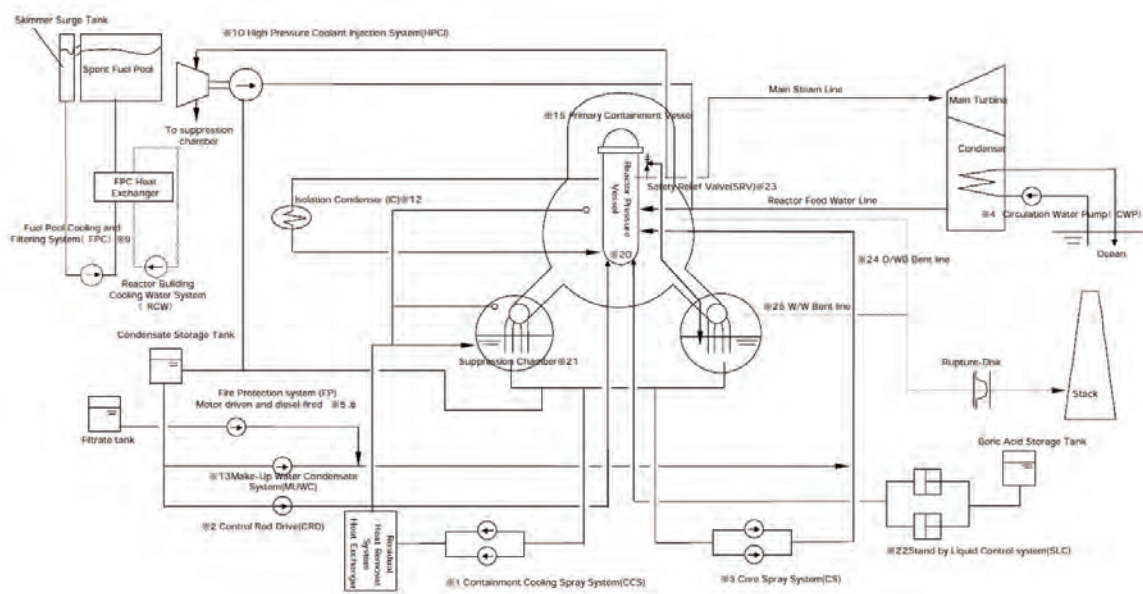 Skimmer Surge Tank
Spent Fuel Pool
※10 High Pressure Coolant Injection System(HPCI)
To suppression
chamber
Main Stram Line
Main Turbine
Condenser
※15 Primary Containment Vessel
Reactor Pressure
Vessel
Safety Relief Valve(SRV)※23
FPC Heat
Exchanger
Isolation Condenser (IC)※12
Reactor Feed Water Line
※4 Circulation Water Pump( CWP)
Fuel Pool Cooling and
Filtering System( FPC) ※9
※20
※24 D/WB Bent line
Ocean
Reactor Building
Cooling Water System
( RCW)
※25 W/W Bent line
Condensate Storage Tank
Suppression Chamber※21
Rupture-Disk
Stack
Fire Protection system (FP)
Motor driven and diesel-fired ※5,8
Filtrate tank
Boric Acid Storage Tank
※13Make-Up Water Condensate
System(MUWC)
※2 Control Rod Drive(CRD)
Residual
Heat Removal
System
Heat Exchanger
※22Stand by Liquid Control system(SLC)
※1 Containment Cooling Spray System(CCS)
※3 Core Spray System(CS)